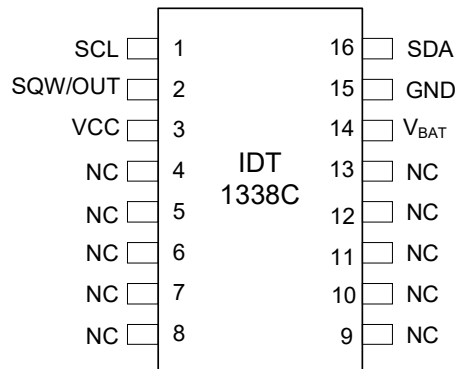 SCL 1 16 SDA
SQW/OUT 2 15 GND
VCC 3 14 VBAT
NC 4 IDT 13 NC
1338C
NC 5 12 NC
NC 6 11 NC
NC 7 10 NC
NC 8 9 NC